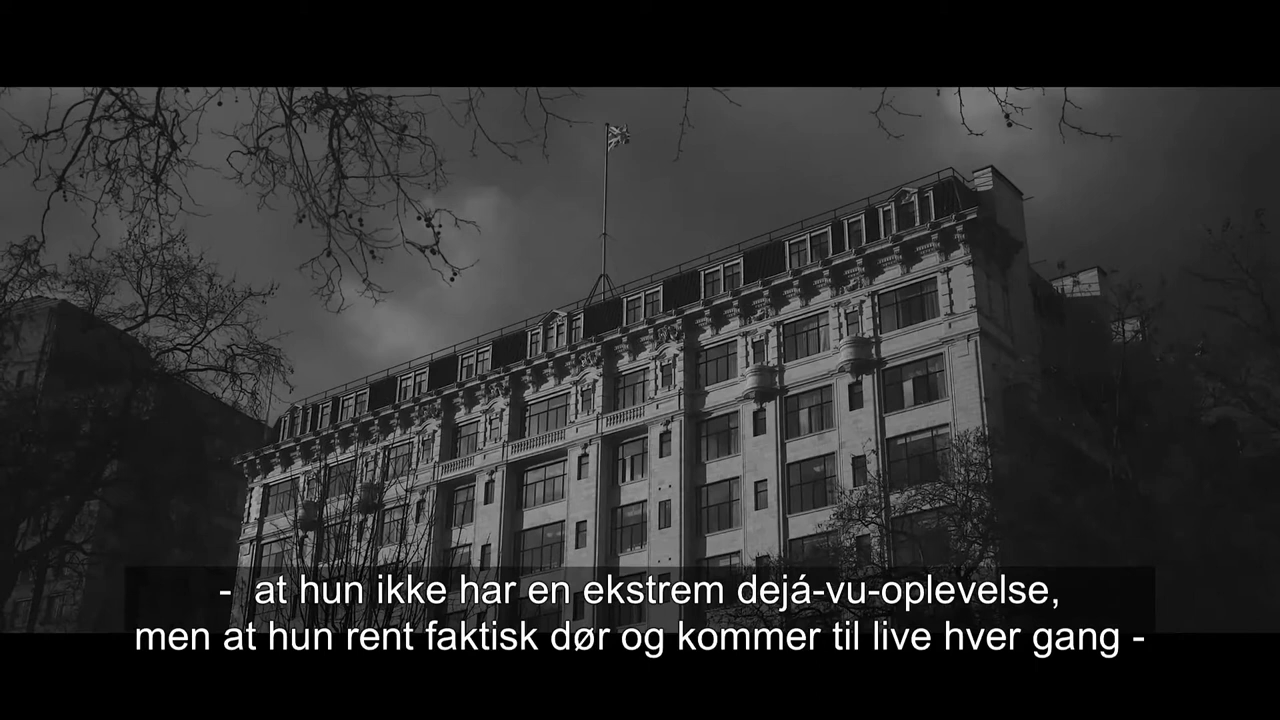 -  at hun ikke har en ekstrem dejá-vu-oplevelse,
men at hun rent faktisk dør og kommer til live hver gang -